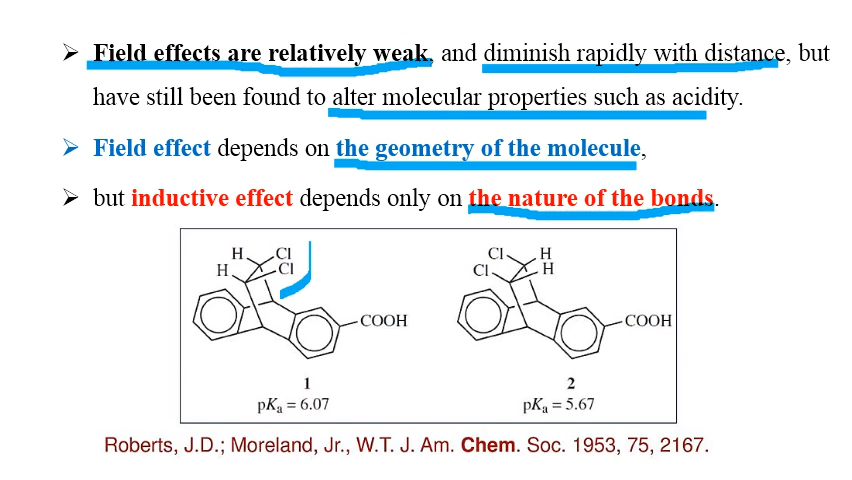 ➢ Field effects are relatively weak, and diminish rapidly with distance, but
have still been found to alter molecular properties such as acidity.
➢ Field effect depends on the geometry of the molecule,
➢ but inductive effect depends only on the nature of the bonds.
H Cl Cl H
H Cl Cl H
COOH COOH
1 2
pKa = 6.07 pKa = 5.67
Roberts, J.D.; Moreland, Jr., W.T. J. Am. Chem. Soc. 1953, 75, 2167.